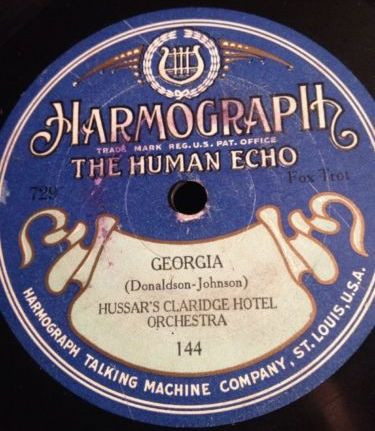 HARMOGRAPH
TRADE MARK REG. U.S. PAT. OFFICE
THE HUMAN ECHO
Fox Trot
729
GEORGIA
(Donaldson-Johnson)
HUSSAR'S CLARIDGE HOTEL
ORCHESTRA
144
HARMOGRAPH TALKING MACHINE COMPANY, ST. LOUIS, U.S.A.